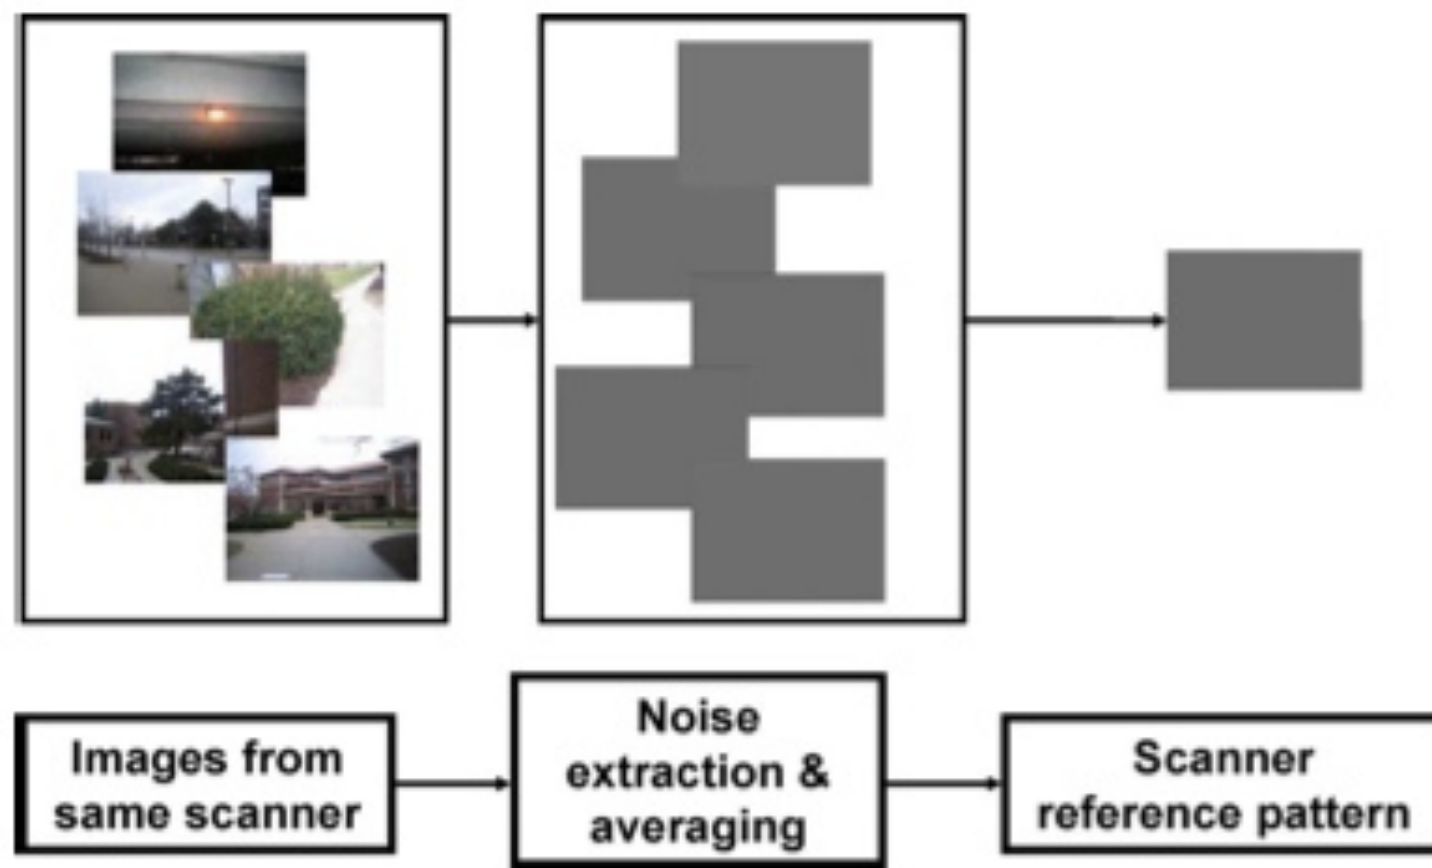 Images from
same scanner
Noise
extraction &
averaging
Scanner
reference pattern